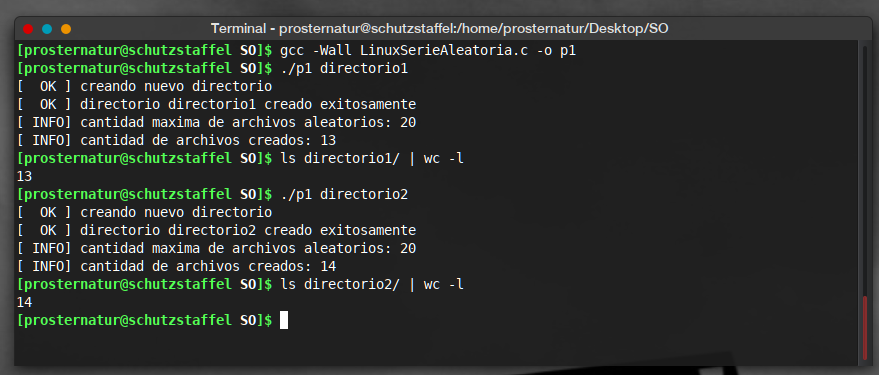 Terminal - prosternatur@schutzstaffel:/home/prosternatur/Desktop/SO
[prosternatur@schutzstaffel SO]$ gcc -Wall LinuxSerieAleatoria.c -o p1
[prosternatur@schutzstaffel SO]$ ./p1 directorio1
[  OK ] creando nuevo directorio
[  OK ] directorio directorio1 creado exitosamente
[ INFO] cantidad maxima de archivos aleatorios: 20
[ INFO] cantidad de archivos creados: 13
[prosternatur@schutzstaffel SO]$ ls directorio1/ | wc -l
13
[prosternatur@schutzstaffel SO]$ ./p1 directorio2
[  OK ] creando nuevo directorio
[  OK ] directorio directorio2 creado exitosamente
[ INFO] cantidad maxima de archivos aleatorios: 20
[ INFO] cantidad de archivos creados: 14
[prosternatur@schutzstaffel SO]$ ls directorio2/ | wc -l
14
[prosternatur@schutzstaffel SO]$